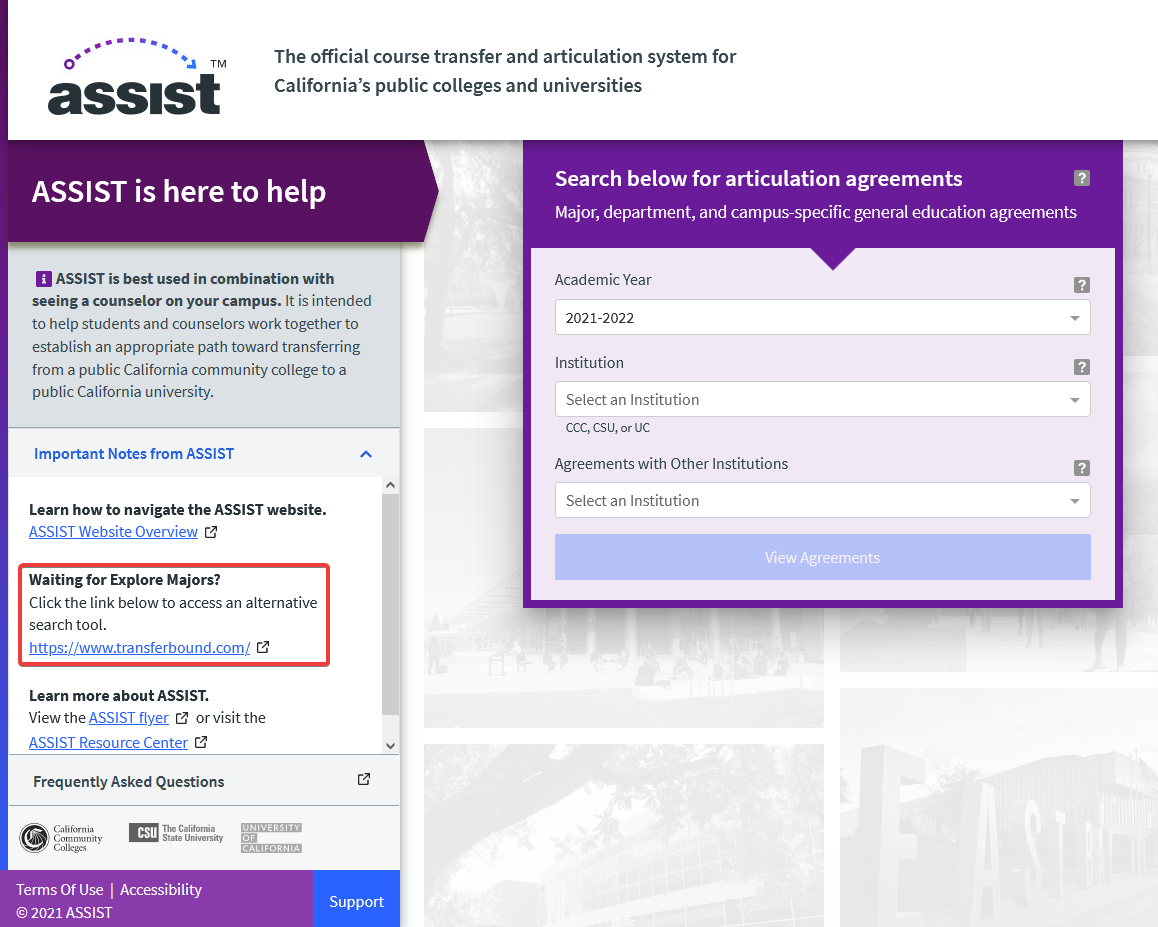 assist™
The official course transfer and articulation system for
California's public colleges and universities
ASSIST is here to help
ASSIST is best used in combination with
seeing a counselor on your campus. It is intended
to help students and counselors work together to
establish an appropriate path toward transferring
from a public California community college to a
public California university.
Important Notes from ASSIST
Learn how to navigate the ASSIST website.
ASSIST Website Overview
Waiting for Explore Majors?
Click the link below to access an alternative
search tool.
https://www.transferbound.com/
Learn more about ASSIST.
View the ASSIST flyer or visit the
ASSIST Resource Center
Frequently Asked Questions
California
Community
Colleges
CSU The California
State University
UNIVERSITY
OF
CALIFORNIA
Terms Of Use | Accessibility
© 2021 ASSIST
Support
Search below for articulation agreements ?
Major, department, and campus-specific general education agreements
Academic Year ?
2021-2022
Institution ?
Select an Institution
CCC, CSU, or UC
Agreements with Other Institutions ?
Select an Institution
View Agreements
EAST BA